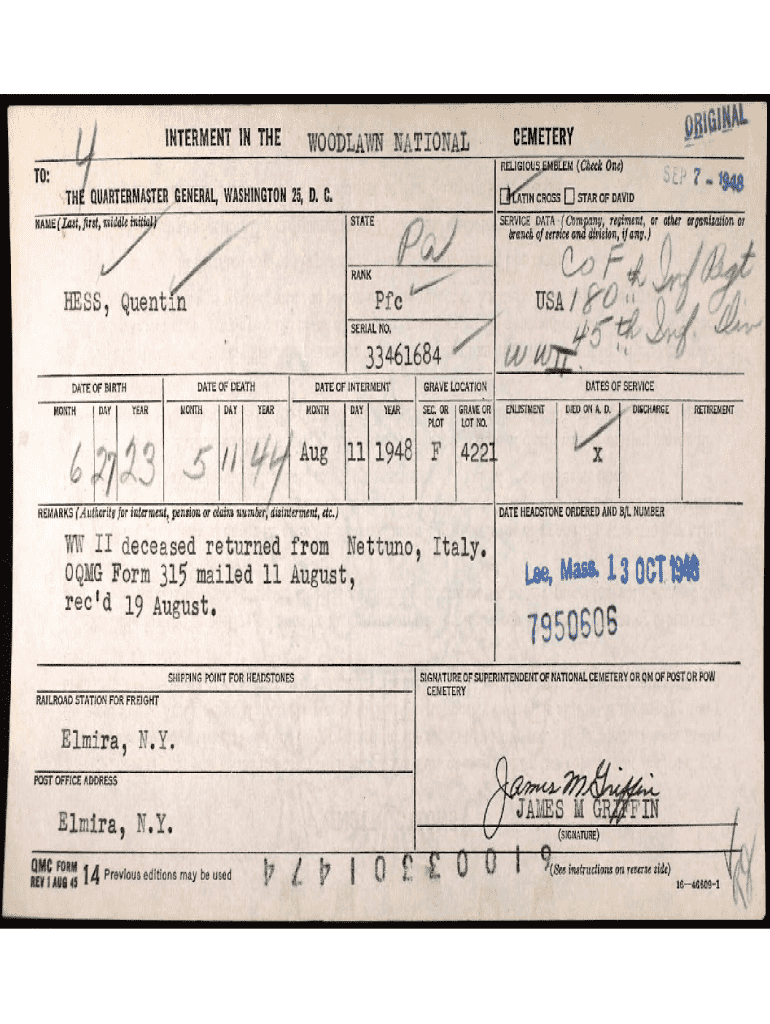 ORIGINAL
4
INTERMENT IN THE WOODLAWN NATIONAL CEMETERY
TO:
THE QUARTERMASTER GENERAL, WASHINGTON 25, D. C.
RELIGIOUS EMBLEM (Check One)
SEP 7 - 1948
LATIN CROSS STAR OF DAVID
NAME (Last, first, middle initial)
HESS, Quentin
STATE
Pa
RANK
Pfc
SERIAL NO.
33461684
SERVICE DATA (Company, regiment, or other organization or
branch of service and division, if any.)
Co F
USA 180th Inf Rgt
45th Inf. Div
WWII.
DATE OF BIRTH DATE OF DEATH DATE OF INTERMENT GRAVE LOCATION DATES OF SERVICE
MONTH DAY YEAR MONTH DAY YEAR MONTH DAY YEAR SEC. OR PLOT GRAVE OR LOT NO. ENLISTMENT DIED ON A. D. DISCHARGE RETIREMENT
6 27 23 5 11 44 Aug 11 1948 F 4221 X
REMARKS (Authority for interment, pension or claim number, disinterment, etc.)
WW II deceased returned from Nettuno, Italy.
OQMG Form 315 mailed 11 August,
rec'd 19 August.
DATE HEADSTONE ORDERED AND B/L NUMBER
Lee, Mass. 13 OCT 1948
7950606
SHIPPING POINT FOR HEADSTONES
RAILROAD STATION FOR FREIGHT
Elmira, N.Y.
POST OFFICE ADDRESS
Elmira, N.Y.
SIGNATURE OF SUPERINTENDENT OF NATIONAL CEMETERY OR QM OF POST OR POW
CEMETERY
James M Griffin
JAMES M GRIFFIN
(SIGNATURE)
QMC FORM
REV 1 AUG 45 14 Previous editions may be used
(See instructions on reverse side)
16—46809-1